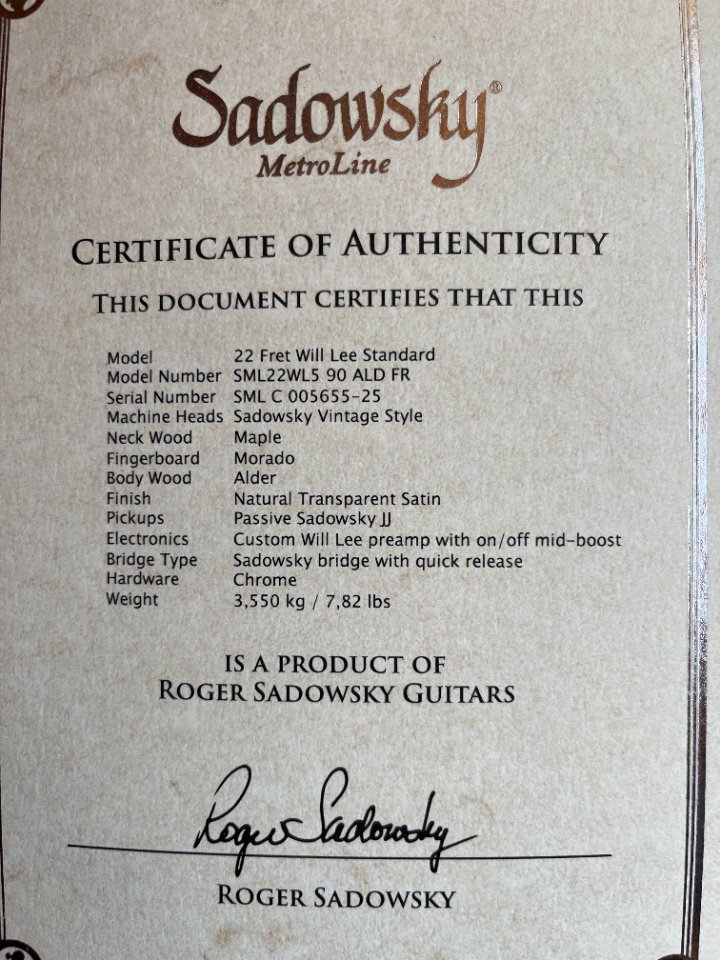 Sadowsky®
MetroLine
CERTIFICATE OF AUTHENTICITY
THIS DOCUMENT CERTIFIES THAT THIS
Model 22 Fret Will Lee Standard
Model Number SML22WL5 90 ALD FR
Serial Number SML C 005655-25
Machine Heads Sadowsky Vintage Style
Neck Wood Maple
Fingerboard Morado
Body Wood Alder
Finish Natural Transparent Satin
Pickups Passive Sadowsky JJ
Electronics Custom Will Lee preamp with on/off mid-boost
Bridge Type Sadowsky bridge with quick release
Hardware Chrome
Weight 3,550 kg / 7,82 lbs
IS A PRODUCT OF
ROGER SADOWSKY GUITARS
Roger Sadowsky
ROGER SADOWSKY